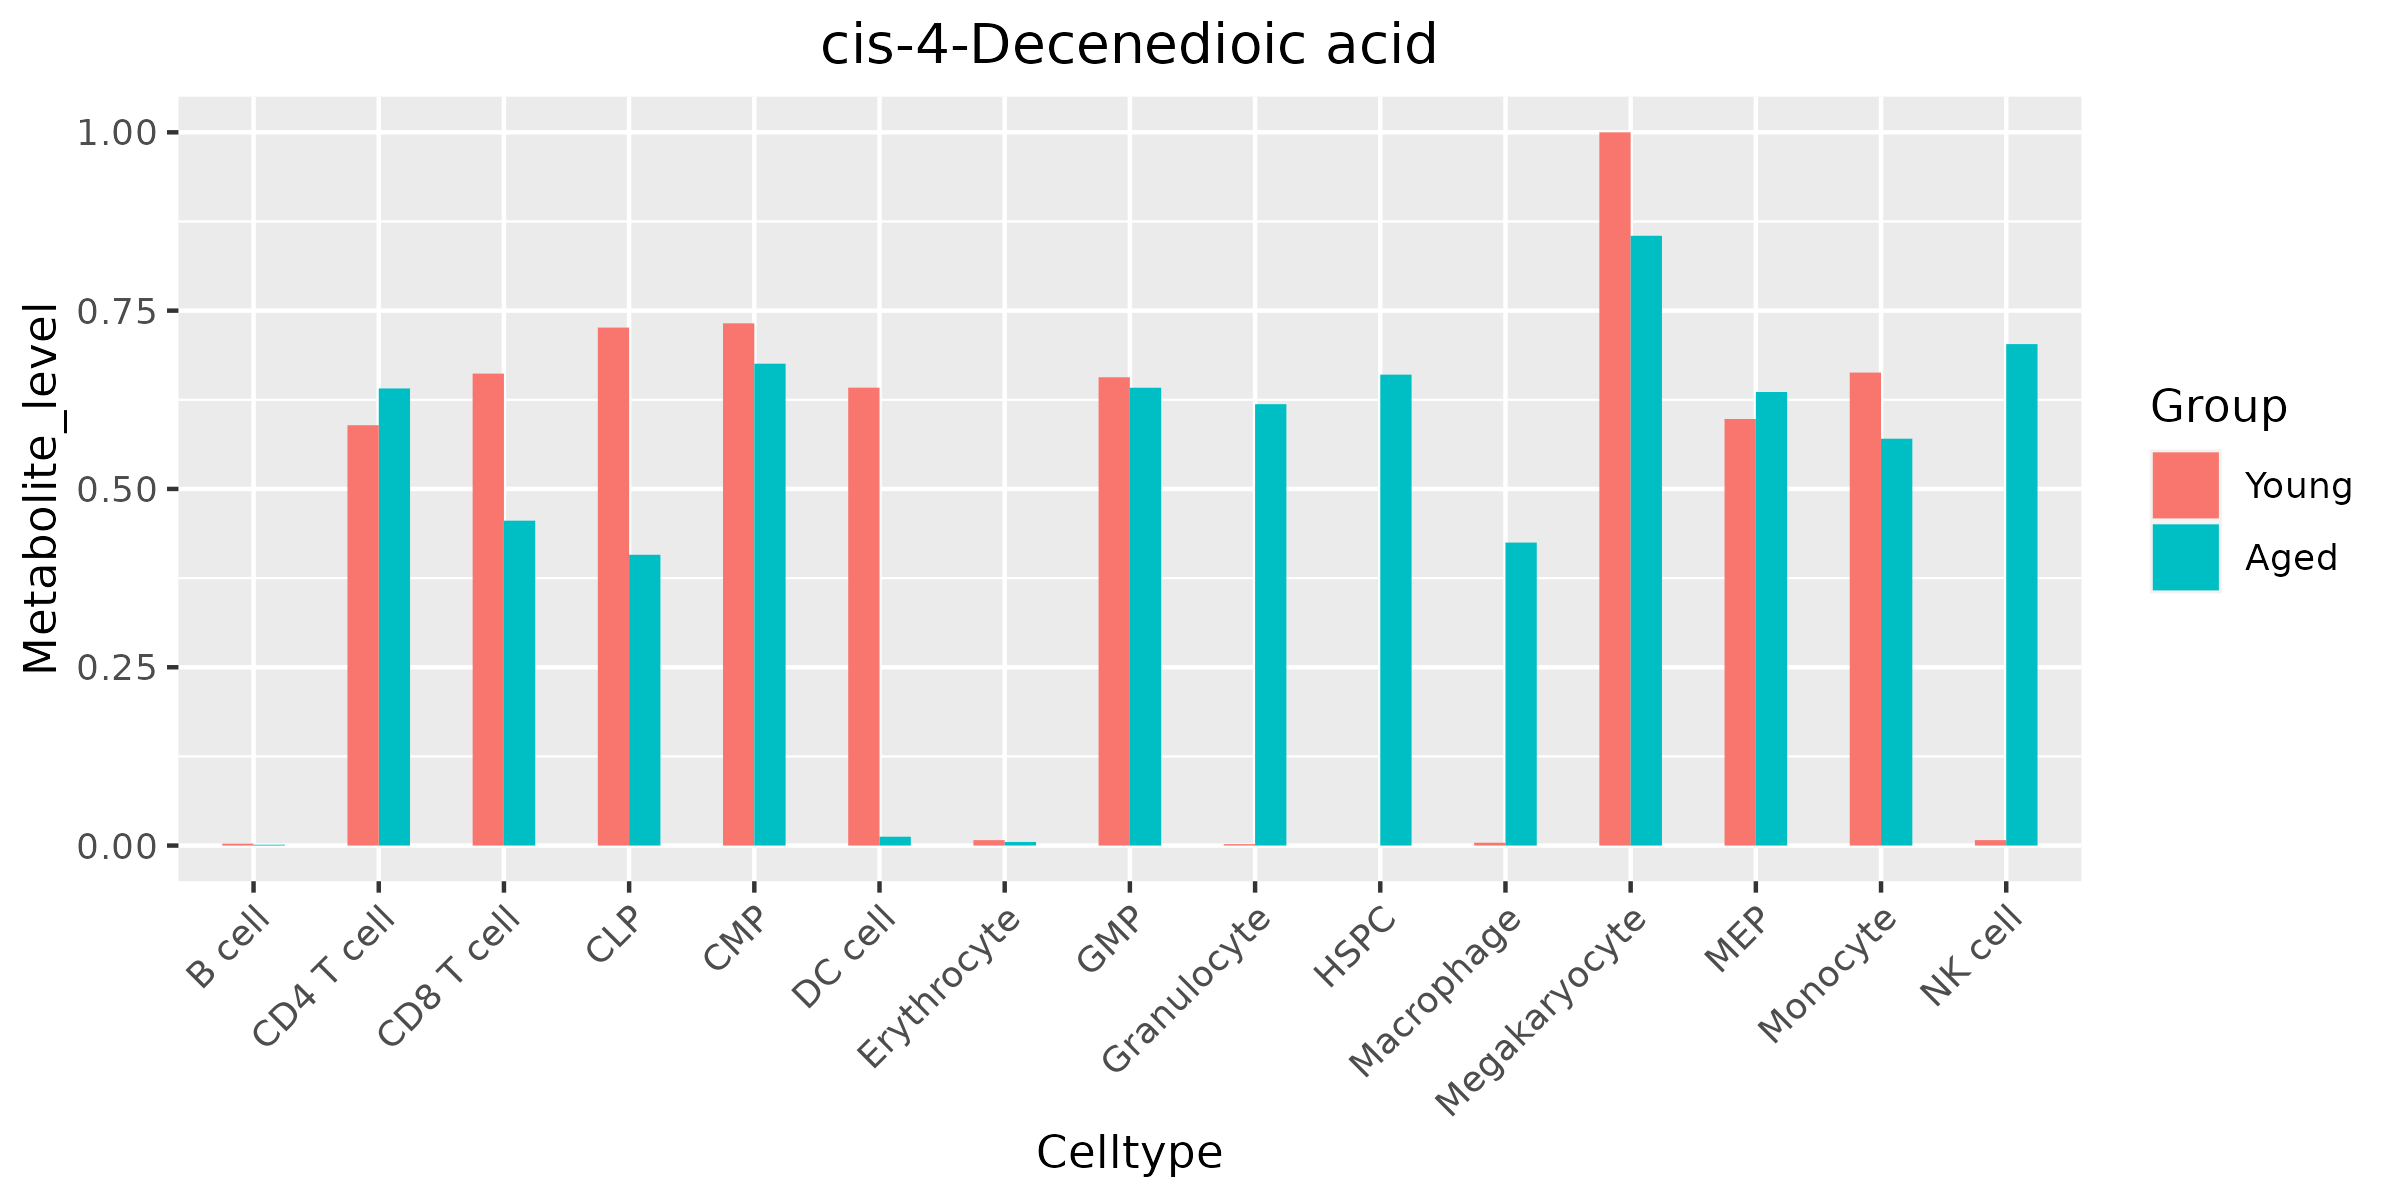 cis-4-Decenedioic acid
Metabolite_level
1.00
0.75
0.50
0.25
0.00
B cell
CD4 T cell
CD8 T cell
CLP
CMP
DC cell
Erythrocyte
GMP
Granulocyte
HSPC
Macrophage
Megakaryocyte
MEP
Monocyte
NK cell
Celltype
Group
Young
Aged